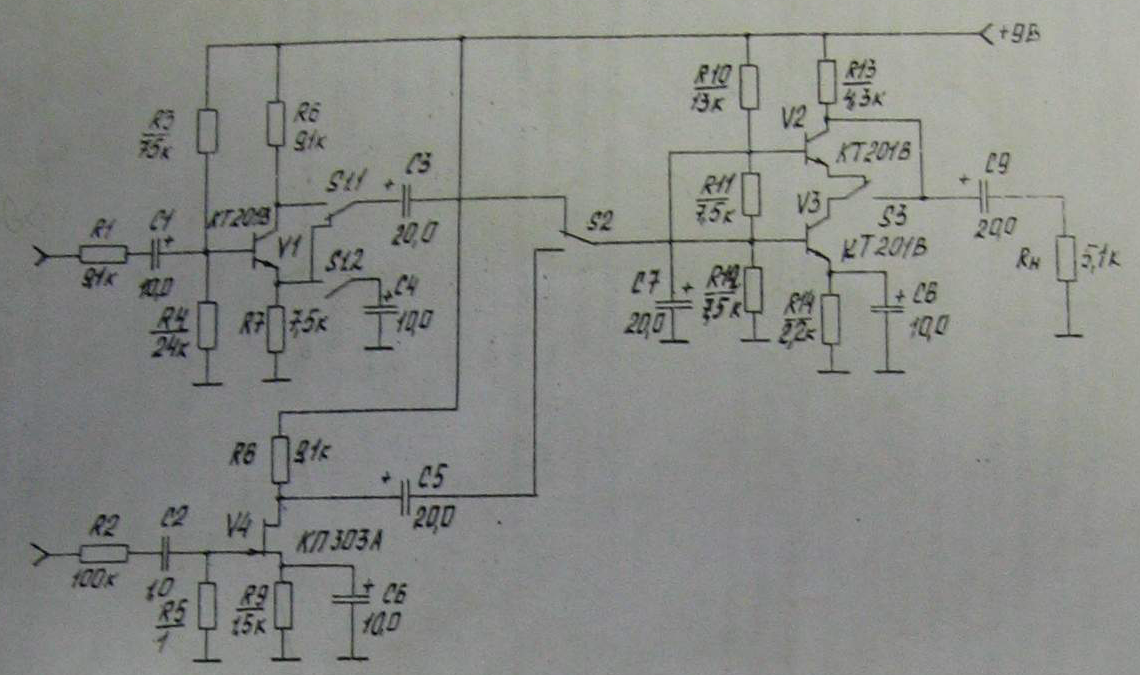 +9В
R3
75к
R6
9,1к
R10
13к
R13
4,3к
V2
КТ201В
S1.1
+
C3
20,0
R11
7,5к
V3
S3
КТ201В
+
C9
20,0
Rн
5,1к
R1
9,1к
C1
+
10,0
КТ201В
V1
S1.2
S2
C4
+
10,0
R4
24к
R7
7,5к
C7
+
20,0
R12
7,5к
R14
2,2к
+
C8
10,0
R8
9,1к
+
C5
20,0
R2
100к
C2
1,0
V4
КП303А
R5
1
R9
1,5к
+
C6
10,0